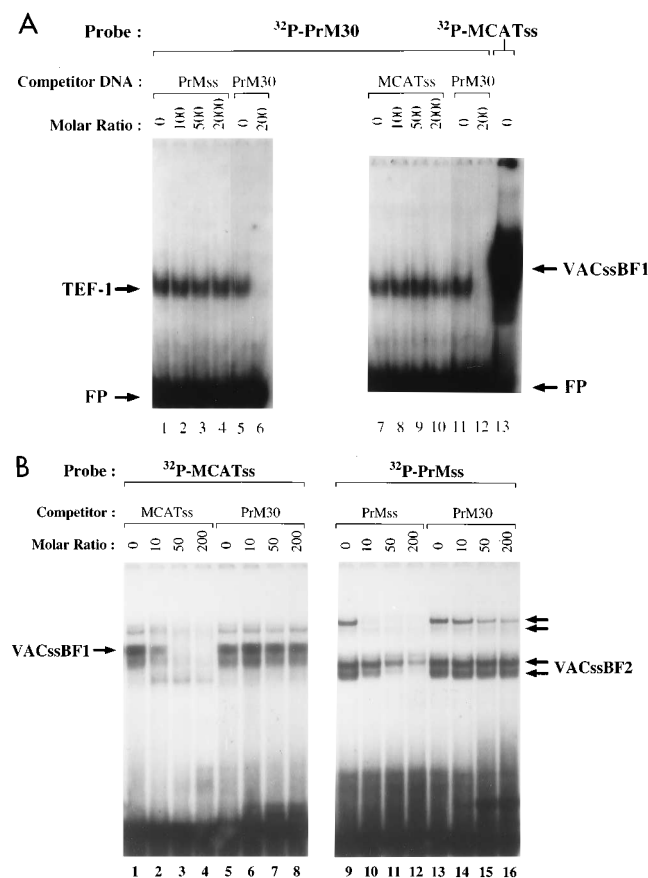 A
Probe : 32P-PrM30 32P-MCATss
Competitor DNA : PrMss PrM30 MCATss PrM30
Molar Ratio : 0 100 500 2000 0 200 0 100 500 2000 0 200 0
VACssBF1
TEF-1
FP FP
1 2 3 4 5 6 7 8 9 10 11 12 13
B
Probe : 32P-MCATss 32P-PrMss
Competitor : MCATss PrM30 PrMss PrM30
Molar Ratio : 0 10 50 200 0 10 50 200 0 10 50 200 0 10 50 200
VACssBF1 VACssBF2
1 2 3 4 5 6 7 8 9 10 11 12 13 14 15 16